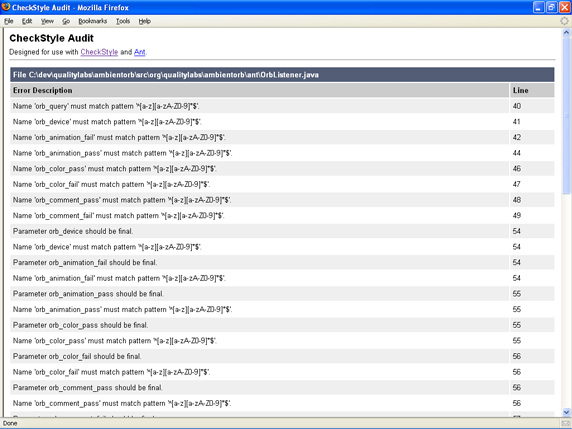 CheckStyle Audit - Mozilla Firefox
File Edit View Go Bookmarks Tools Help
CheckStyle Audit
Designed for use with CheckStyle and Ant.
File C:\dev\qualitylabs\ambientorb\src\org\qualitylabs\ambientorb\ant\OrbListener.java
Error Description Line
Name 'orb_query' must match pattern '^[a-z][a-zA-Z0-9]*$'. 40
Name 'orb_device' must match pattern '^[a-z][a-zA-Z0-9]*$'. 41
Name 'orb_animation_fail' must match pattern '^[a-z][a-zA-Z0-9]*$'. 42
Name 'orb_animation_pass' must match pattern '^[a-z][a-zA-Z0-9]*$'. 44
Name 'orb_color_pass' must match pattern '^[a-z][a-zA-Z0-9]*$'. 46
Name 'orb_color_fail' must match pattern '^[a-z][a-zA-Z0-9]*$'. 47
Name 'orb_comment_pass' must match pattern '^[a-z][a-zA-Z0-9]*$'. 48
Name 'orb_comment_fail' must match pattern '^[a-z][a-zA-Z0-9]*$'. 49
Parameter orb_device should be final. 54
Name 'orb_device' must match pattern '^[a-z][a-zA-Z0-9]*$'. 54
Parameter orb_animation_fail should be final. 54
Name 'orb_animation_fail' must match pattern '^[a-z][a-zA-Z0-9]*$'. 54
Parameter orb_animation_pass should be final. 55
Name 'orb_animation_pass' must match pattern '^[a-z][a-zA-Z0-9]*$'. 55
Parameter orb_color_pass should be final. 55
Name 'orb_color_pass' must match pattern '^[a-z][a-zA-Z0-9]*$'. 55
Parameter orb_color_fail should be final. 56
Name 'orb_color_fail' must match pattern '^[a-z][a-zA-Z0-9]*$'. 56
Parameter orb_comment_pass should be final. 56
Name 'orb_comment_pass' must match pattern '^[a-z][a-zA-Z0-9]*$'. 56
Done